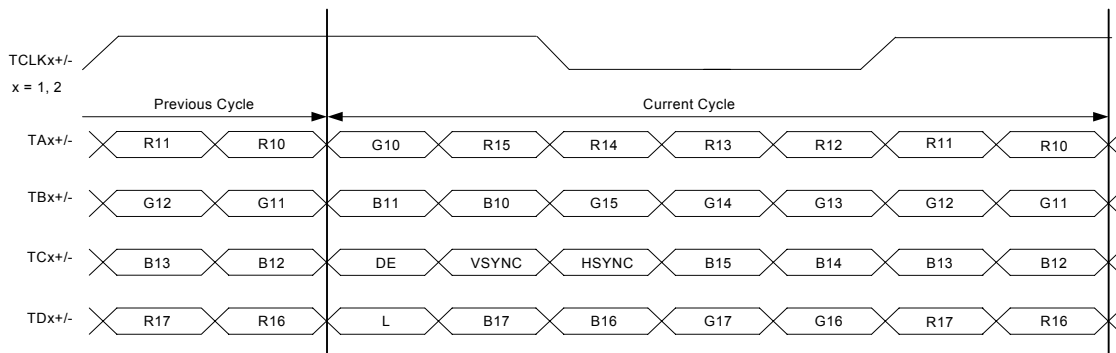 TCLKx+/-
x = 1, 2
Previous Cycle Current Cycle
TAx+/- R11 R10 G10 R15 R14 R13 R12 R11 R10
TBx+/- G12 G11 B11 B10 G15 G14 G13 G12 G11
TCx+/- B13 B12 DE VSYNC HSYNC B15 B14 B13 B12
TDx+/- R17 R16 L B17 B16 G17 G16 R17 R16